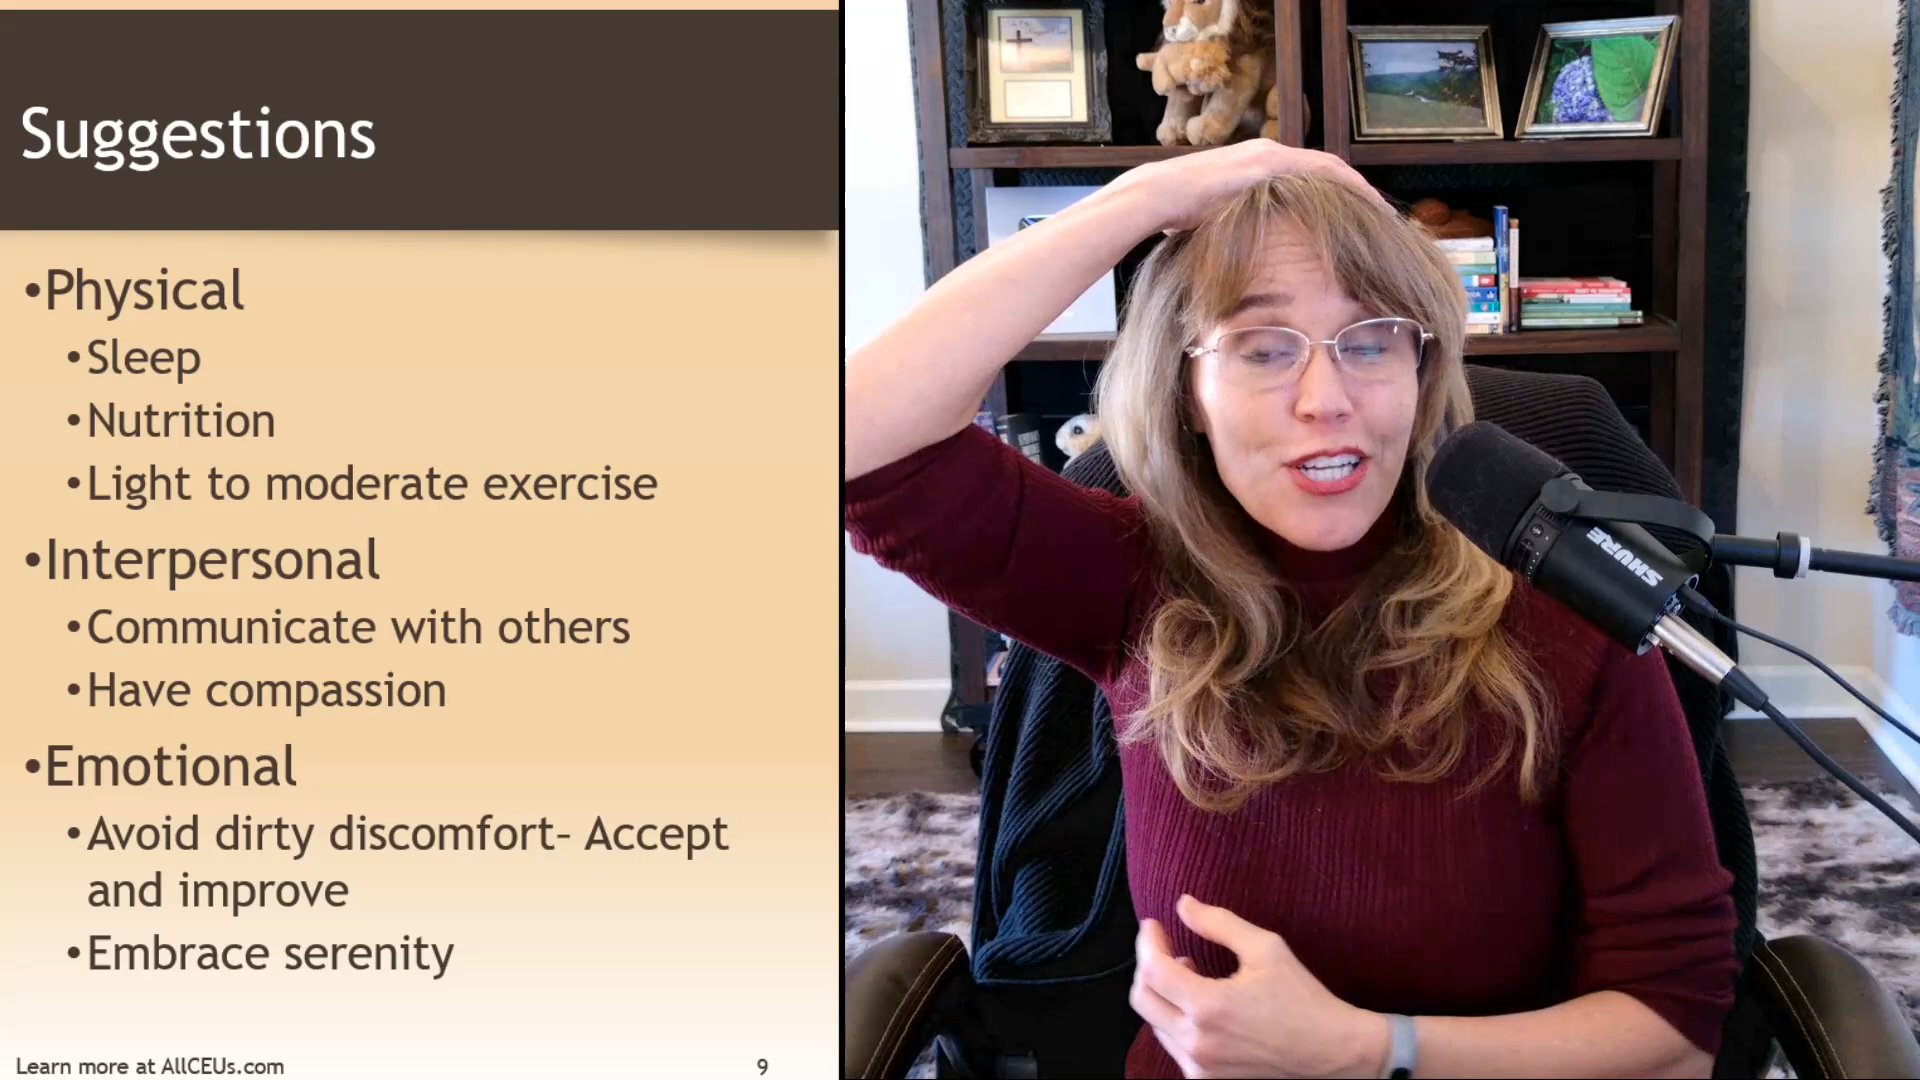 Suggestions
•Physical
•Sleep
•Nutrition
•Light to moderate exercise
•Interpersonal
•Communicate with others
•Have compassion
•Emotional
•Avoid dirty discomfort– Accept
and improve
•Embrace serenity
Learn more at AllCEUs.com
9
SHURE